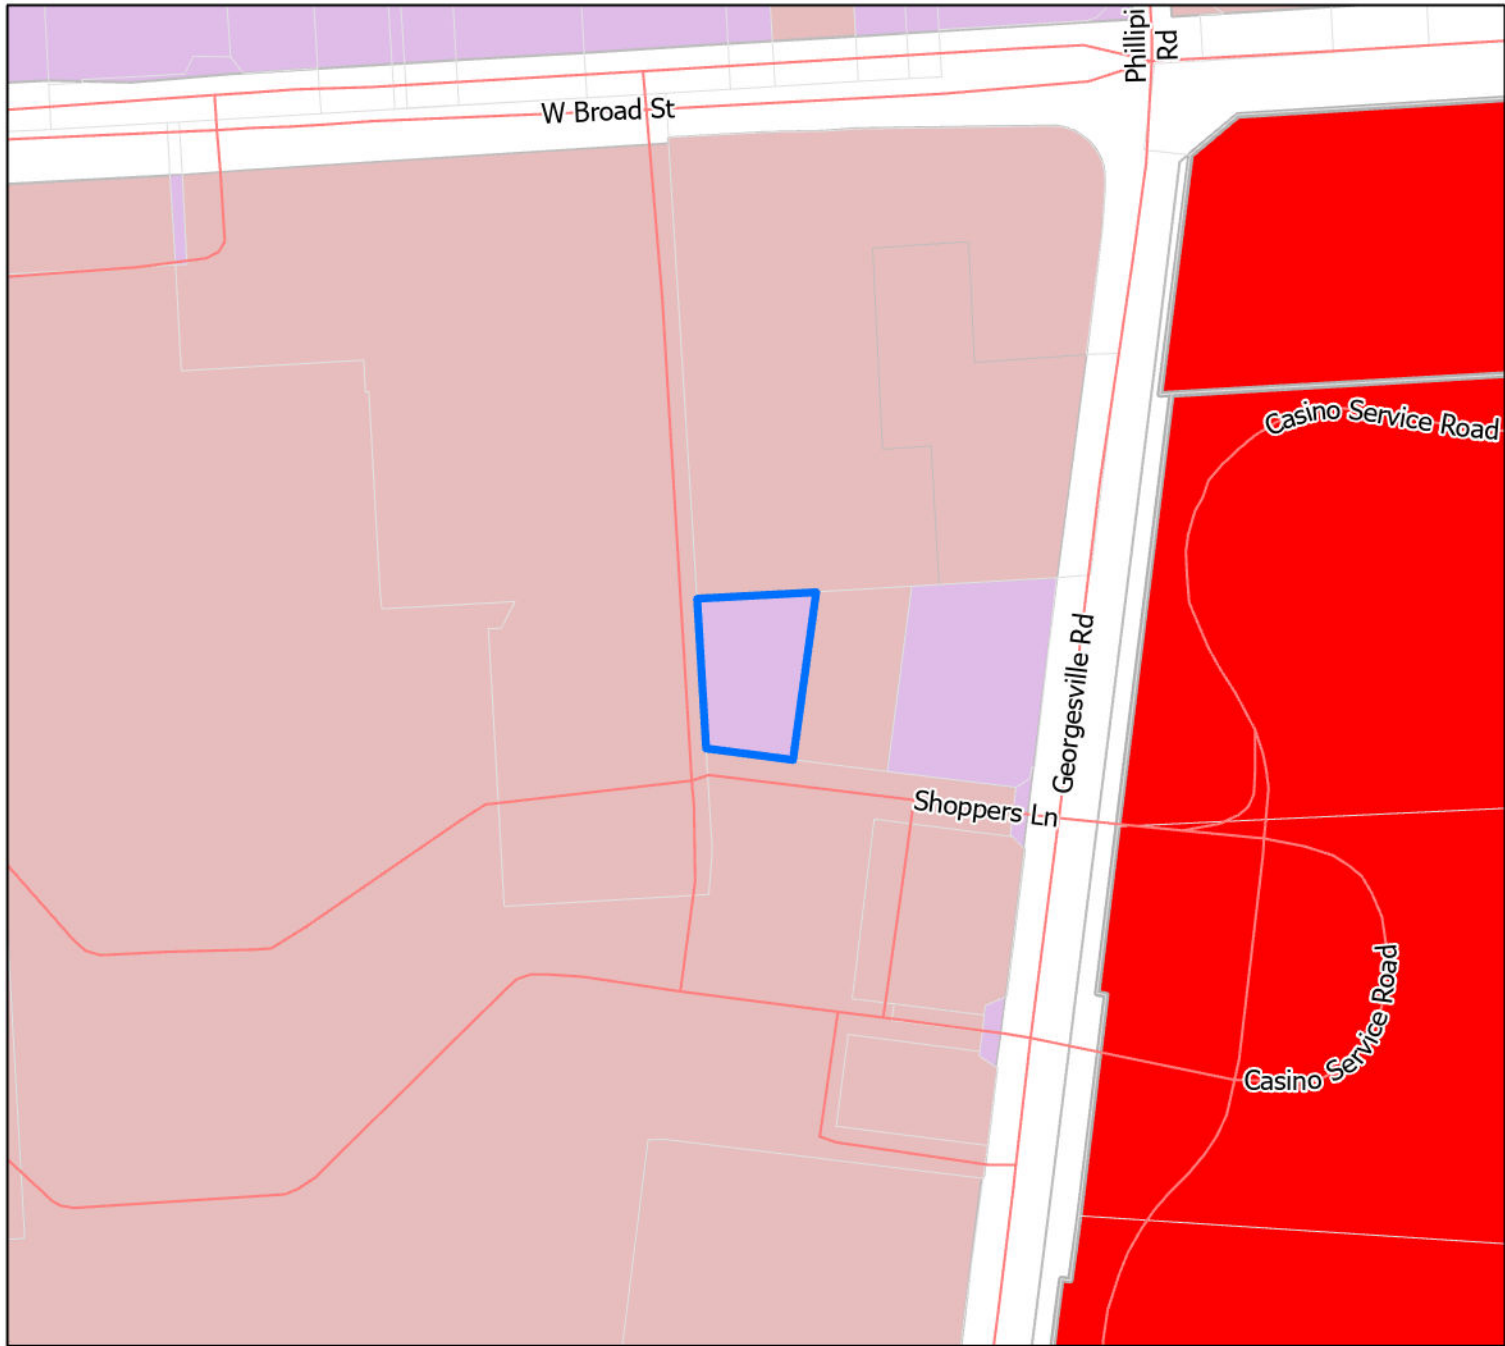 Phillipi
Rd
W Broad St
Casino Service Road
Georgesville Rd
Shoppers Ln
Casino Service Road